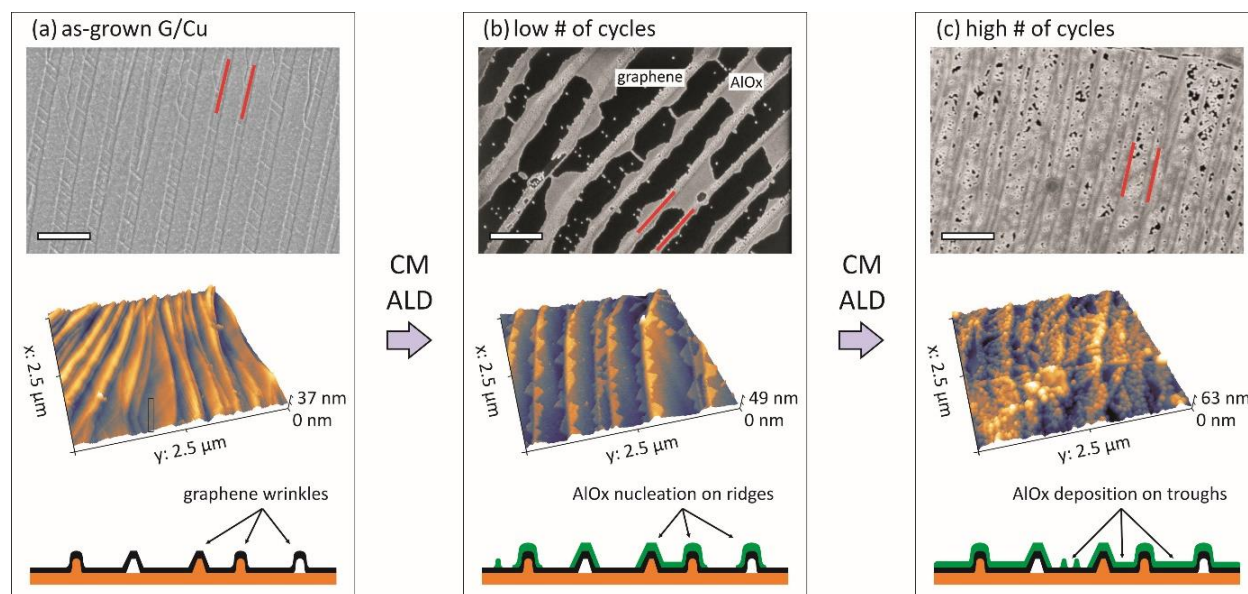 (a) as-grown G/Cu
x: 2.5 µm
y: 2.5 µm
37 nm
0 nm
graphene wrinkles
CM
ALD
(b) low # of cycles
graphene
AlOx
x: 2.5 µm
y: 2.5 µm
49 nm
0 nm
AlOx nucleation on ridges
CM
ALD
(c) high # of cycles
x: 2.5 µm
y: 2.5 µm
63 nm
0 nm
AlOx deposition on troughs